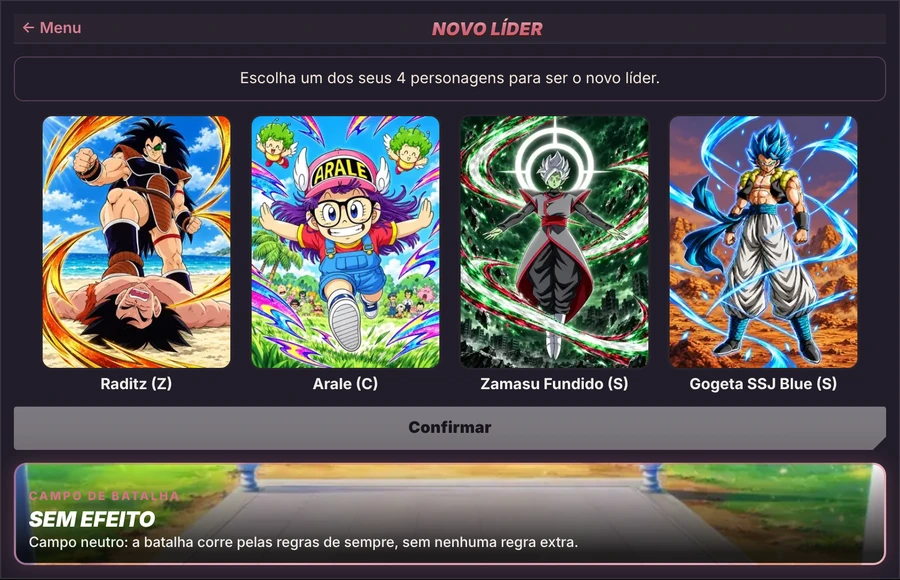 ← Menu
NOVO LÍDER
Escolha um dos seus 4 personagens para ser o novo líder.
ARALE
Raditz (Z)
Arale (C)
Zamasu Fundido (S)
Gogeta SSJ Blue (S)
Confirmar
CAMPO DE BATALHA
SEM EFEITO
Campo neutro: a batalha corre pelas regras de sempre, sem nenhuma regra extra.